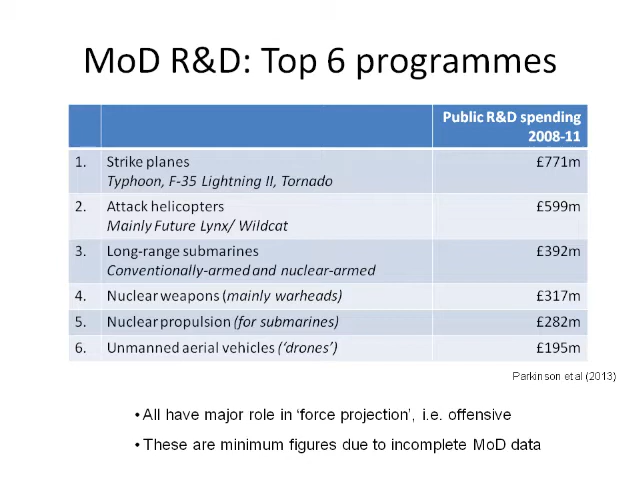 MoD R&D: Top 6 programmes
Public R&D spending
2008-11
1. Strike planes £771m
Typhoon, F-35 Lightning II, Tornado
2. Attack helicopters £599m
Mainly Future Lynx/ Wildcat
3. Long-range submarines £392m
Conventionally-armed and nuclear-armed
4. Nuclear weapons (mainly warheads) £317m
5. Nuclear propulsion (for submarines) £282m
6. Unmanned aerial vehicles (‘drones’) £195m
Parkinson et al (2013)
• All have major role in ‘force projection’, i.e. offensive
• These are minimum figures due to incomplete MoD data